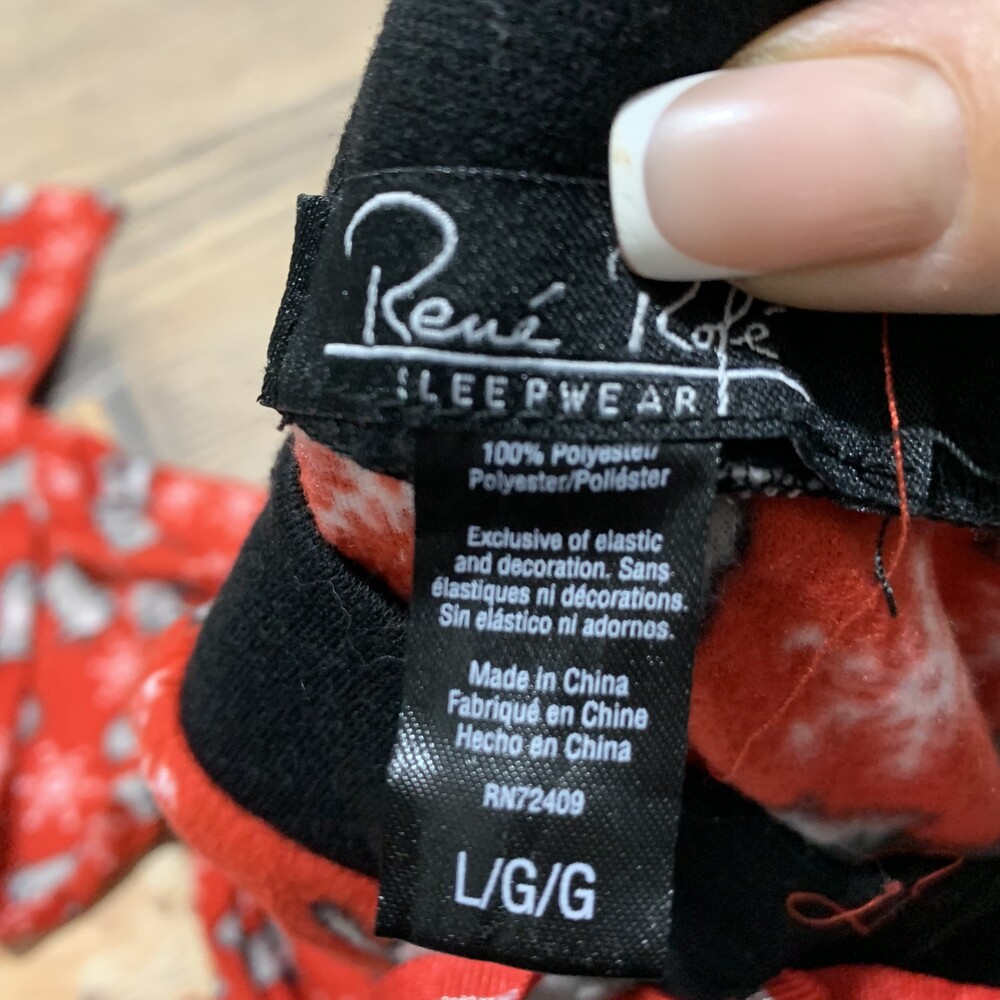 René Rofé
SLEEPWEAR
100% Polyester/
Polyester/Poliéster
Exclusive of elastic
and decoration. Sans
élastiques ni décorations.
Sin elástico ni adornos.
Made in China
Fabriqué en Chine
Hecho en China
RN72409
L/G/G